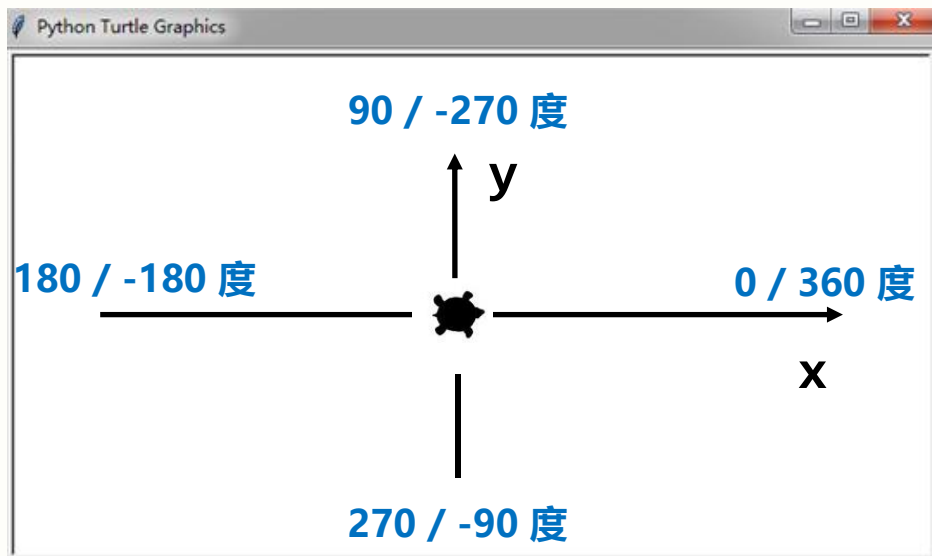 Python Turtle Graphics
90 / -270 度
y
180 / -180 度
0 / 360 度
x
270 / -90 度